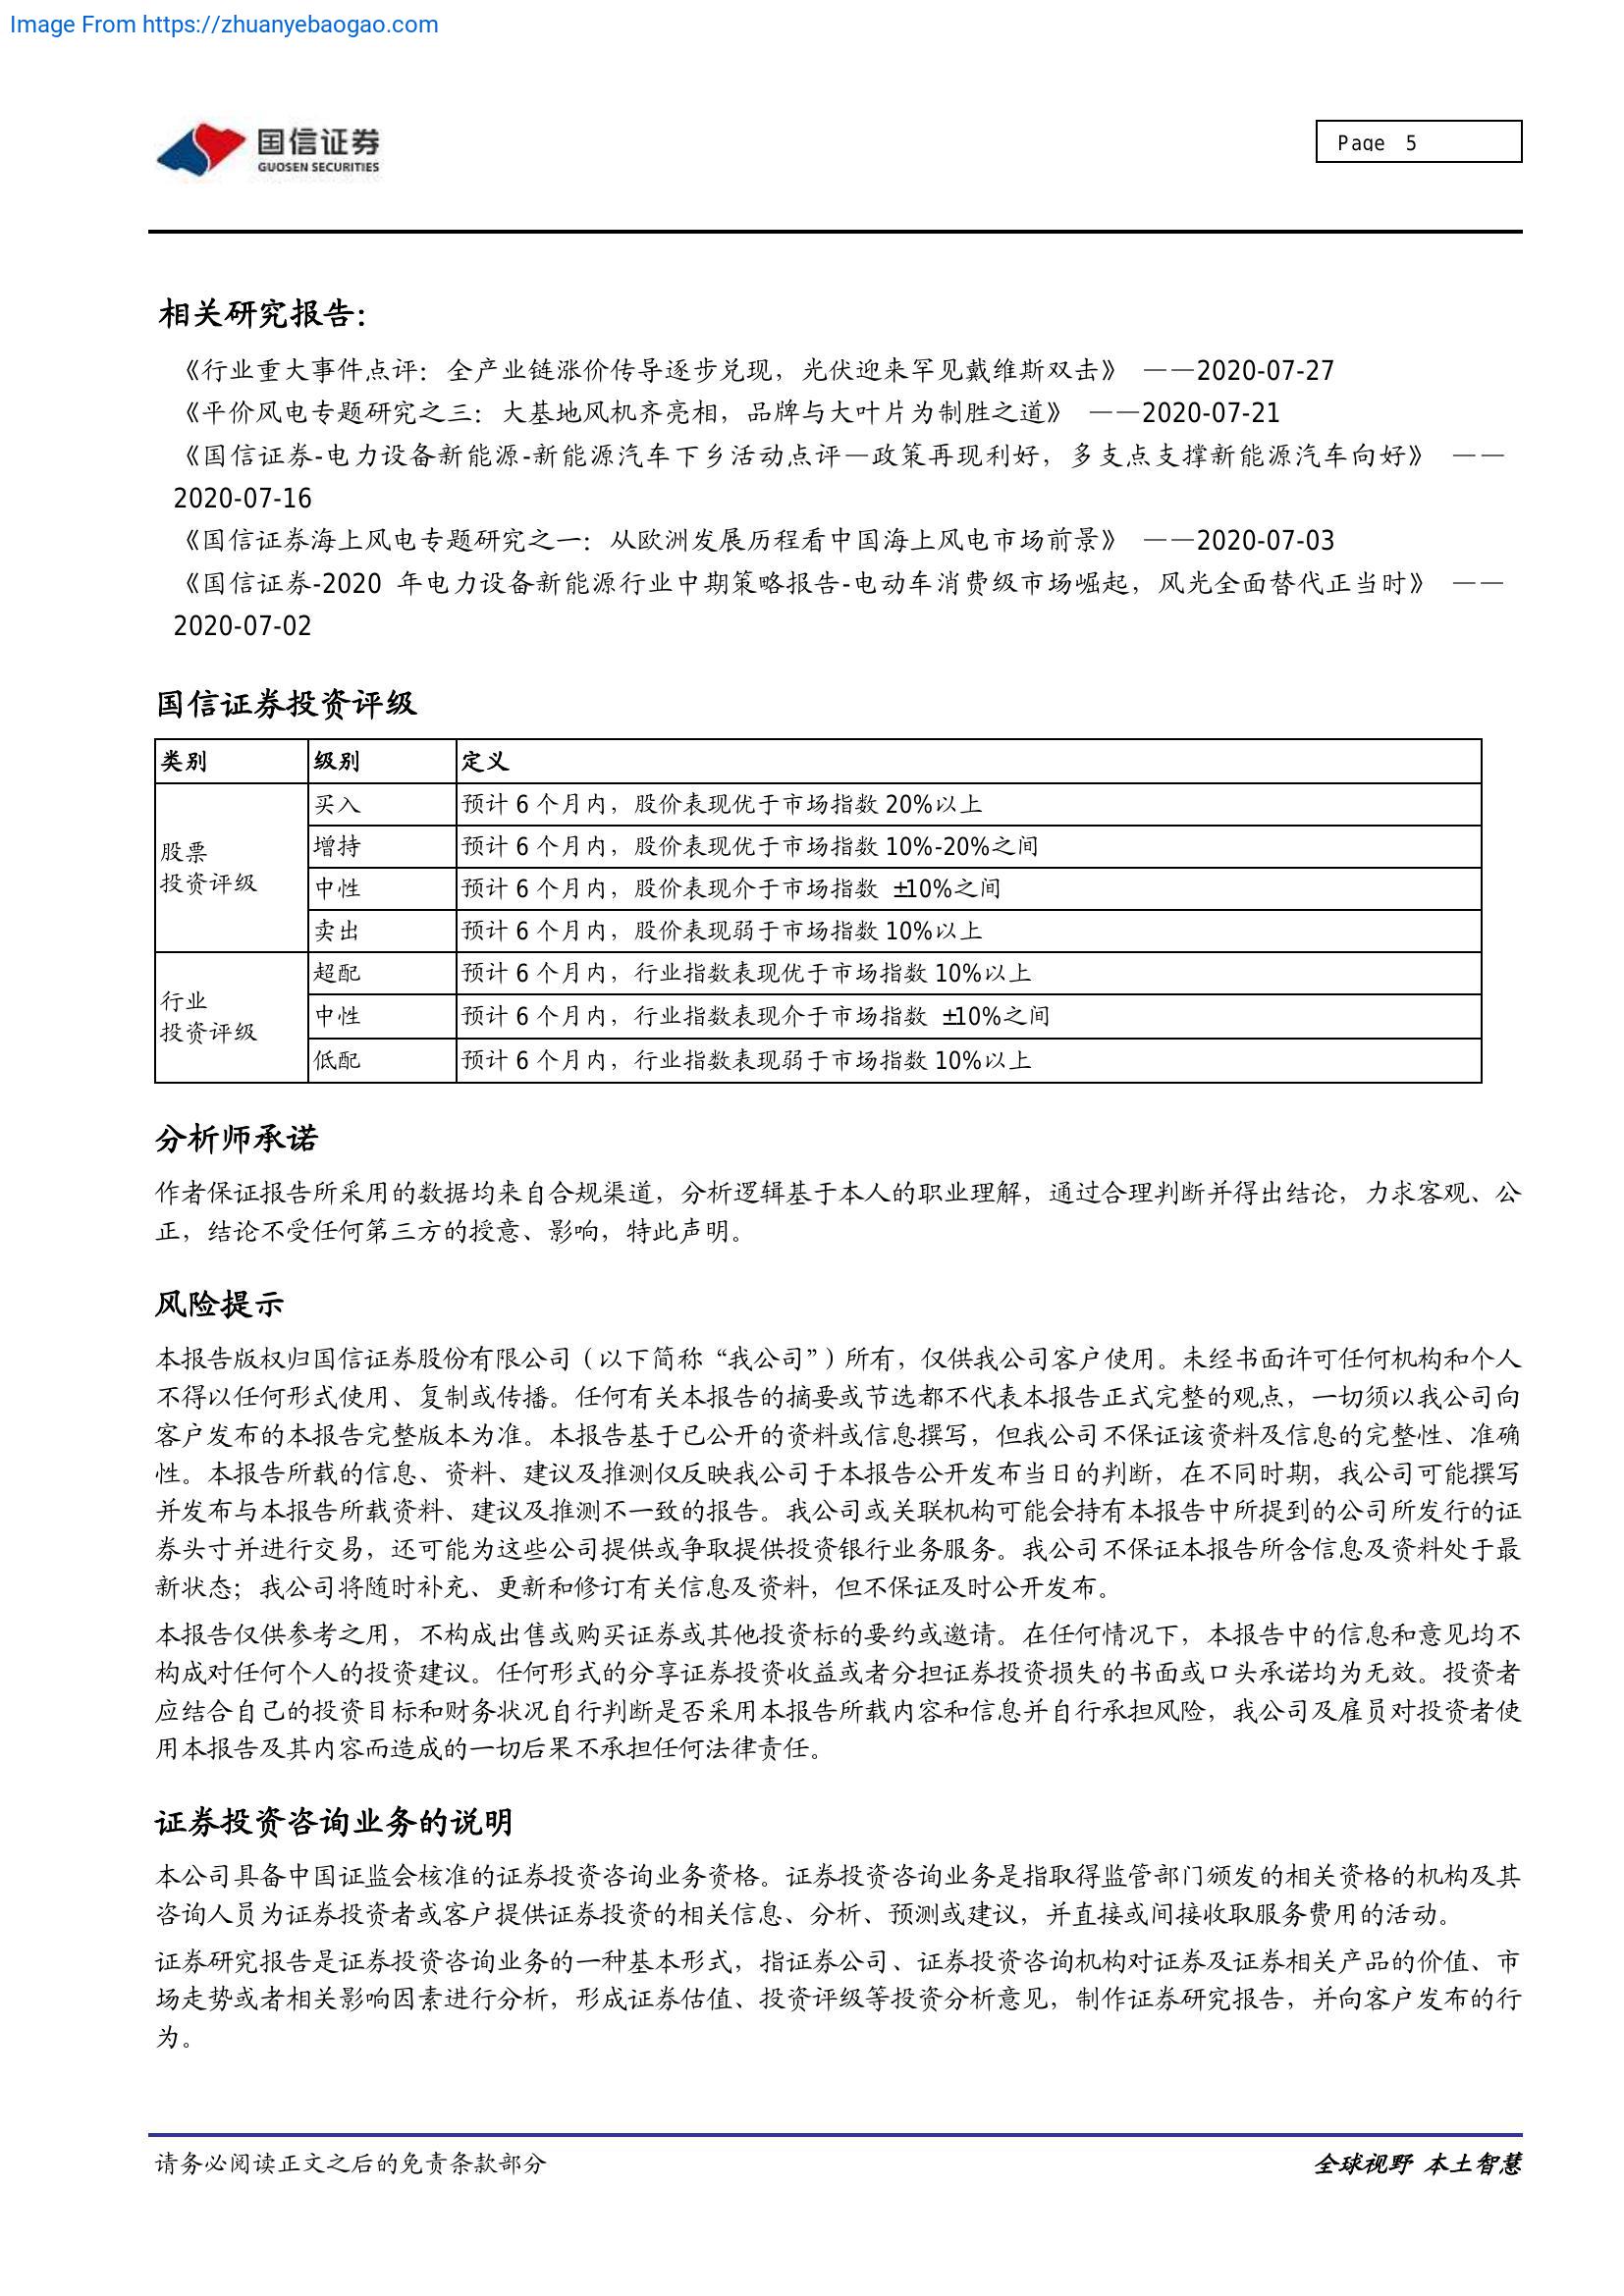 Image From https://zhuanyebaogao.com
国信证券
GUOSEN SECURITIES
Page 5
相关研究报告：
《行业重大事件点评：全产业链涨价传导逐步兑现，光伏迎来罕见戴维斯双击》 ——2020-07-27
《平价风电专题研究之三：大基地风机齐亮相，品牌与大叶片为制胜之道》 ——2020-07-21
《国信证券-电力设备新能源-新能源汽车下乡活动点评—政策再现利好，多支点支撑新能源汽车向好》 ——
2020-07-16
《国信证券海上风电专题研究之一：从欧洲发展历程看中国海上风电市场前景》 ——2020-07-03
《国信证券-2020 年电力设备新能源行业中期策略报告-电动车消费级市场崛起，风光全面替代正当时》 ——
2020-07-02
国信证券投资评级
类别 级别 定义
股票
投资评级
买入 预计 6 个月内，股价表现优于市场指数 20%以上
增持 预计 6 个月内，股价表现优于市场指数 10%-20%之间
中性 预计 6 个月内，股价表现介于市场指数 ±10%之间
卖出 预计 6 个月内，股价表现弱于市场指数 10%以上
行业
投资评级
超配 预计 6 个月内，行业指数表现优于市场指数 10%以上
中性 预计 6 个月内，行业指数表现介于市场指数 ±10%之间
低配 预计 6 个月内，行业指数表现弱于市场指数 10%以上
分析师承诺
作者保证报告所采用的数据均来自合规渠道，分析逻辑基于本人的职业理解，通过合理判断并得出结论，力求客观、公
正，结论不受任何第三方的授意、影响，特此声明。
风险提示
本报告版权归国信证券股份有限公司（以下简称“我公司”）所有，仅供我公司客户使用。未经书面许可任何机构和个人
不得以任何形式使用、复制或传播。任何有关本报告的摘要或节选都不代表本报告正式完整的观点，一切须以我公司向
客户发布的本报告完整版本为准。本报告基于已公开的资料或信息撰写，但我公司不保证该资料及信息的完整性、准确
性。本报告所载的信息、资料、建议及推测仅反映我公司于本报告公开发布当日的判断，在不同时期，我公司可能撰写
并发布与本报告所载资料、建议及推测不一致的报告。我公司或关联机构可能会持有本报告中所提到的公司所发行的证
券头寸并进行交易，还可能为这些公司提供或争取提供投资银行业务服务。我公司不保证本报告所含信息及资料处于最
新状态；我公司将随时补充、更新和修订有关信息及资料，但不保证及时公开发布。
本报告仅供参考之用，不构成出售或购买证券或其他投资标的要约或邀请。在任何情况下，本报告中的信息和意见均不
构成对任何个人的投资建议。任何形式的分享证券投资收益或者分担证券投资损失的书面或口头承诺均为无效。投资者
应结合自己的投资目标和财务状况自行判断是否采用本报告所载内容和信息并自行承担风险，我公司及雇员对投资者使
用本报告及其内容而造成的一切后果不承担任何法律责任。
证券投资咨询业务的说明
本公司具备中国证监会核准的证券投资咨询业务资格。证券投资咨询业务是指取得监管部门颁发的相关资格的机构及其
咨询人员为证券投资者或客户提供证券投资的相关信息、分析、预测或建议，并直接或间接收取服务费用的活动。
证券研究报告是证券投资咨询业务的一种基本形式，指证券公司、证券投资咨询机构对证券及证券相关产品的价值、市
场走势或者相关影响因素进行分析，形成证券估值、投资评级等投资分析意见，制作证券研究报告，并向客户发布的行
为。
请务必阅读正文之后的免责条款部分
全球视野 本土智慧